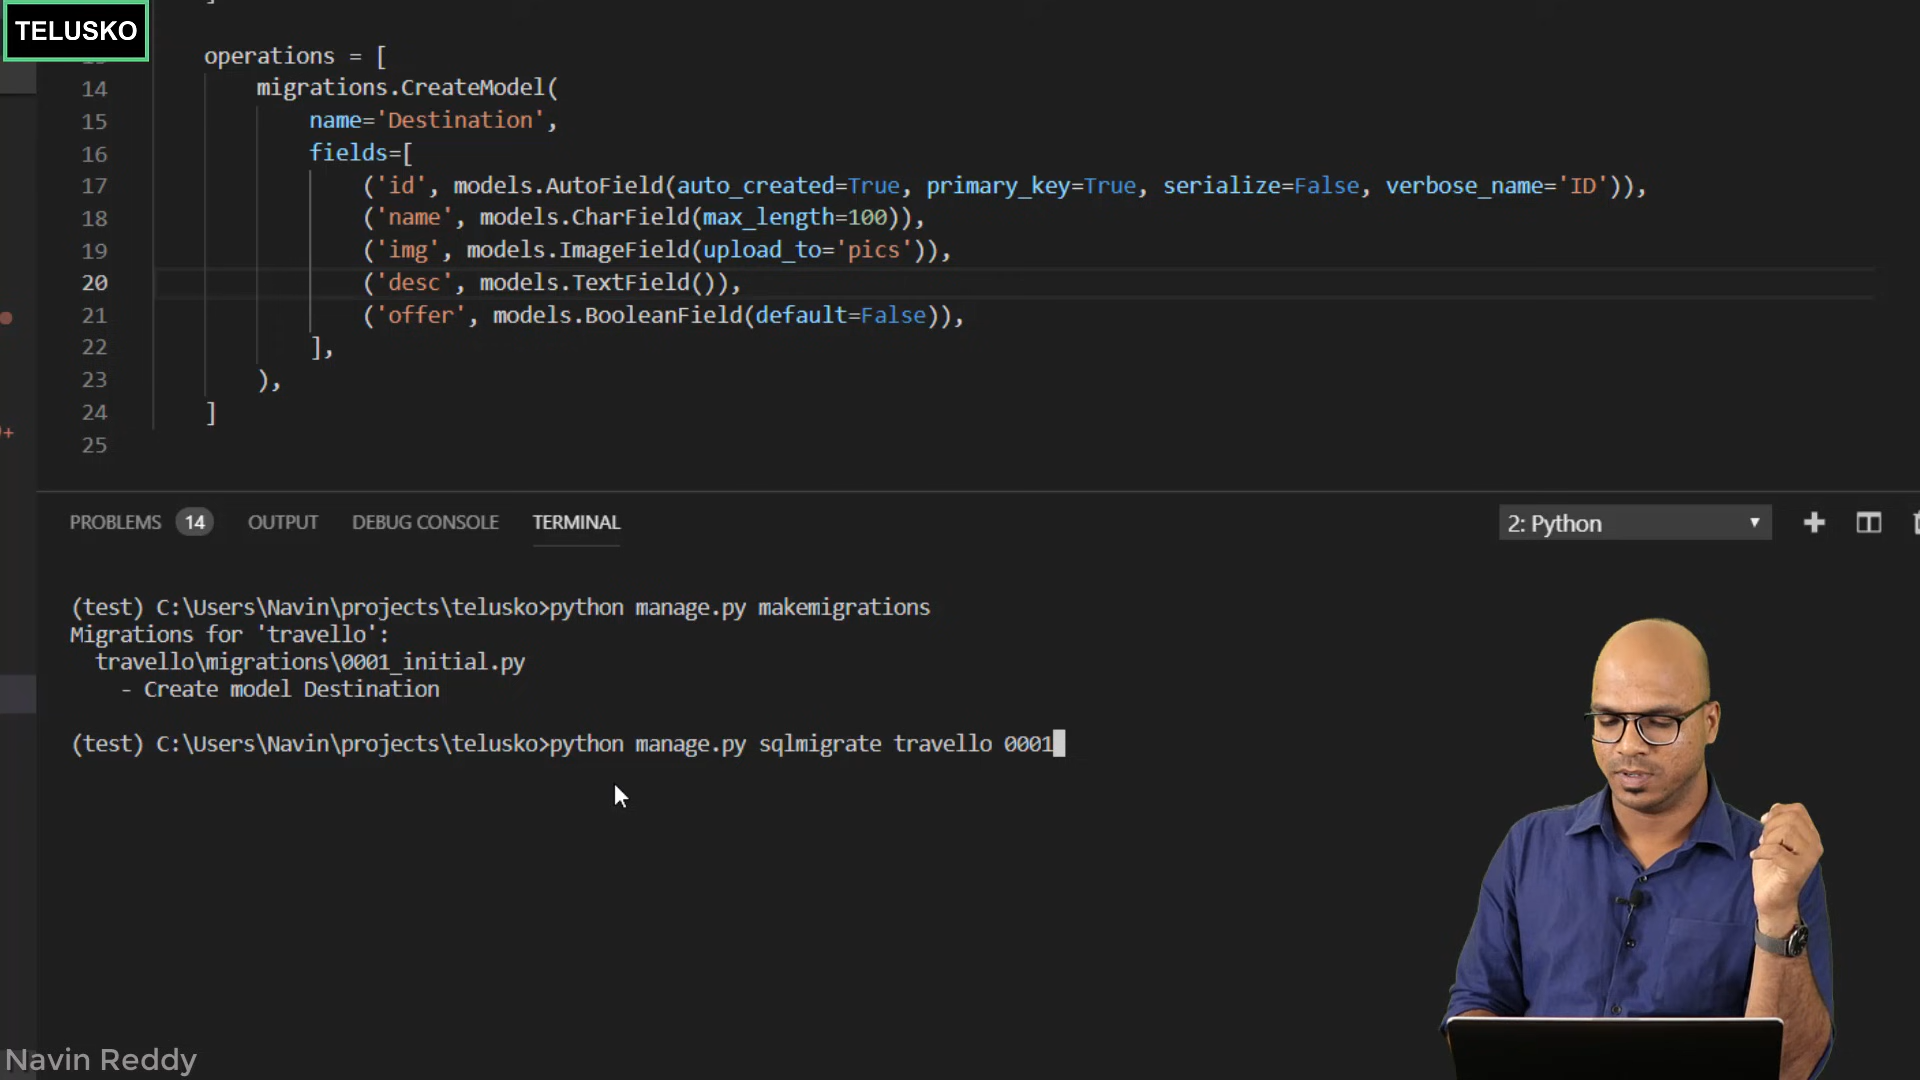 TELUSKO
operations = [
14 migrations.CreateModel(
15 name='Destination',
16 fields=[
17 ('id', models.AutoField(auto_created=True, primary_key=True, serialize=False, verbose_name='ID')),
18 ('name', models.CharField(max_length=100)),
19 ('img', models.ImageField(upload_to='pics')),
20 ('desc', models.TextField()),
21 ('offer', models.BooleanField(default=False)),
22 ],
23 ),
24 ]
25
PROBLEMS 14 OUTPUT DEBUG CONSOLE TERMINAL 2: Python
(test) C:\Users\Navin\projects\telusko>python manage.py makemigrations
Migrations for 'travello':
travello\migrations\0001_initial.py
- Create model Destination
(test) C:\Users\Navin\projects\telusko>python manage.py sqlmigrate travello 0001
Navin Reddy